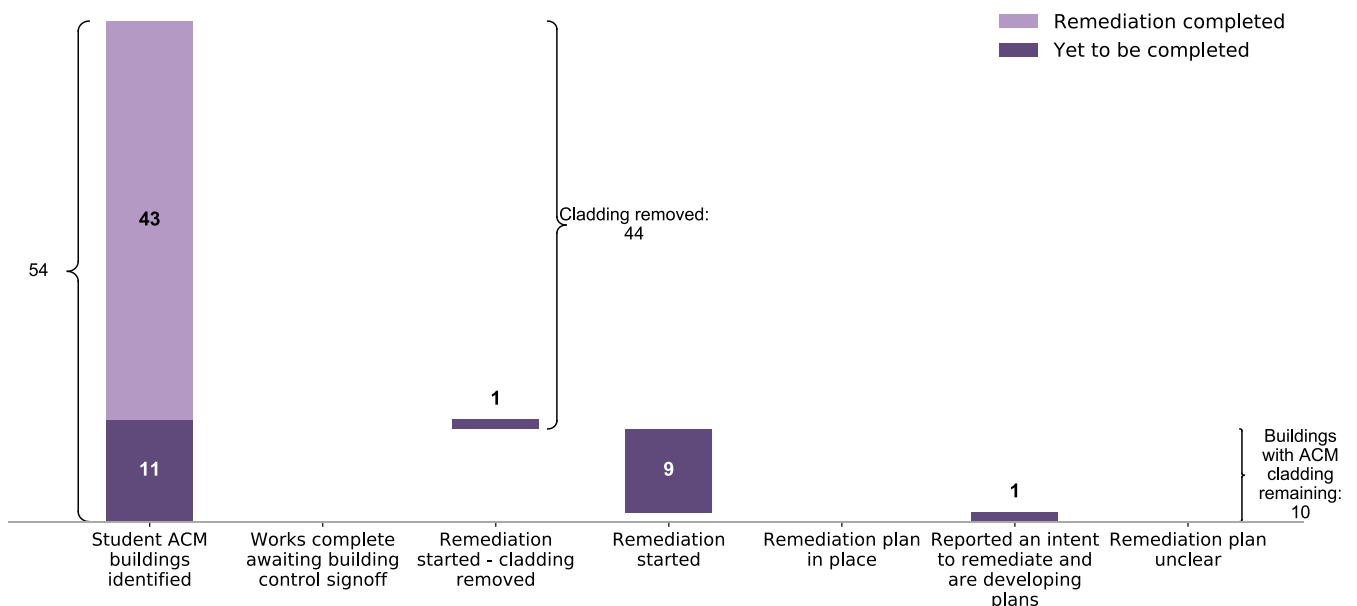 Remediation completed
Yet to be completed
43
54
Cladding removed:
44
1
11
9
1
Buildings
with ACM
cladding
remaining:
10
Student ACM
buildings
identified
Works complete
awaiting building
control signoff
Remediation
started - cladding
removed
Remediation
started
Remediation plan
in place
Reported an intent
to remediate and
are developing
plans
Remediation plan
unclear